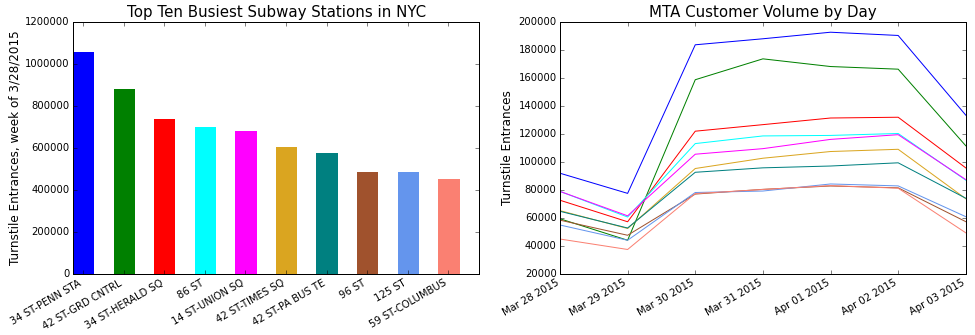 Top Ten Busiest Subway Stations in NYC
Turnstile Entrances, week of 3/28/2015
1200000
1000000
800000
600000
400000
200000
0
34 ST-PENN STA
42 ST-GRD CNTRL
34 ST-HERALD SQ
86 ST
14 ST-UNION SQ
42 ST-TIMES SQ
42 ST-PA BUS TE
96 ST
125 ST
59 ST-COLUMBUS
MTA Customer Volume by Day
Turnstile Entrances
200000
180000
160000
140000
120000
100000
80000
60000
40000
20000
Mar 28 2015
Mar 29 2015
Mar 30 2015
Mar 31 2015
Apr 01 2015
Apr 02 2015
Apr 03 2015